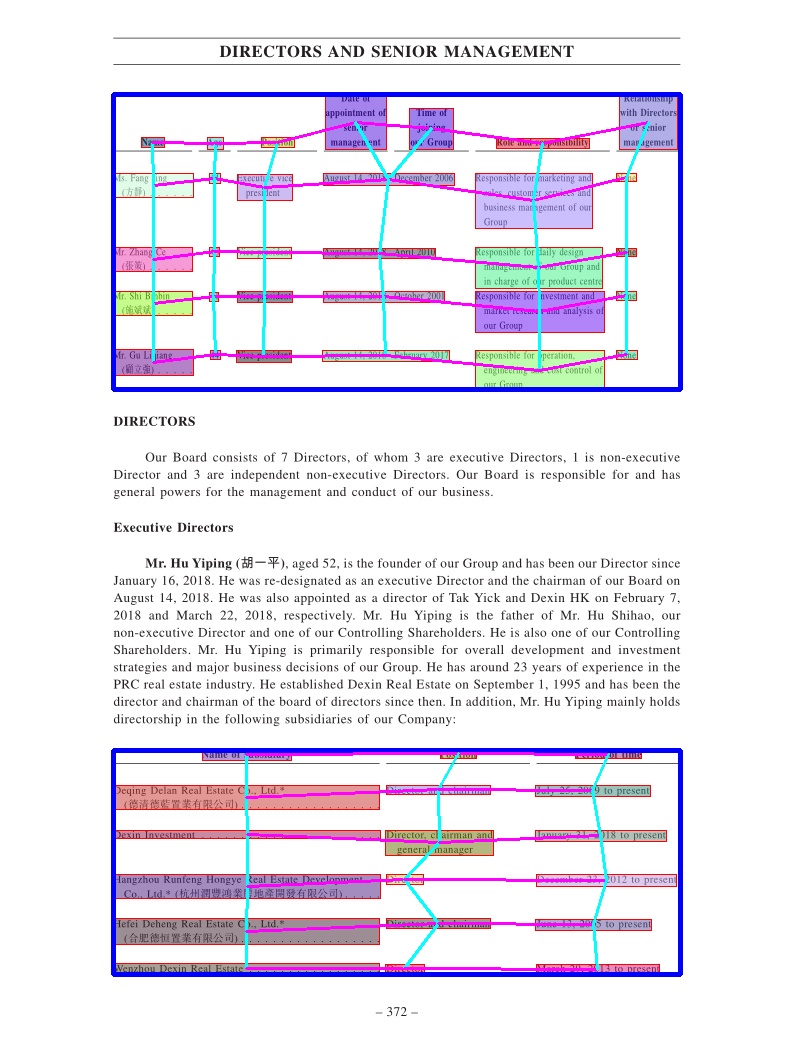 DIRECTORS AND SENIOR MANAGEMENT
Date of appointment of senior management Time of joining our Group Role and responsibility Relationship with Directors or senior management
Name Position
Ms. Fang Executive vice August 14, December 2006 Responsible for marketing and None
(方靜) president sales, customer services and
business management of our
Group
Mr. Zhang Ce Vice-president August 14, 2018 April 2010 Responsible for daily design None
(張策) management of our Group and
in charge of our product centre
Mr. Shi Binbin Vice-president August 14, October 2001 Responsible for investment and None
(施斌斌) market research and analysis of
our Group
Mr. Gu Liqiang Vice-president August 14, February 2017 Responsible for operation, None
(顧立強) engineering and cost control of
our Group
DIRECTORS
Our Board consists of 7 Directors, of whom 3 are executive Directors, 1 is non-executive
Director and 3 are independent non-executive Directors. Our Board is responsible for and has
general powers for the management and conduct of our business.
Executive Directors
Mr. Hu Yiping (胡一平), aged 52, is the founder of our Group and has been our Director since
January 16, 2018. He was re-designated as an executive Director and the chairman of our Board on
August 14, 2018. He was also appointed as a director of Tak Yick and Dexin HK on February 7,
2018 and March 22, 2018, respectively. Mr. Hu Yiping is the father of Mr. Hu Shihao, our
non-executive Director and one of our Controlling Shareholders. He is also one of our Controlling
Shareholders. Mr. Hu Yiping is primarily responsible for overall development and investment
strategies and major business decisions of our Group. He has around 23 years of experience in the
PRC real estate industry. He established Dexin Real Estate on September 1, 1995 and has been the
director and chairman of the board of directors since then. In addition, Mr. Hu Yiping mainly holds
directorship in the following subsidiaries of our Company:
Name of subsidiary Position Period of time
Deqing Delan Real Estate Co., Ltd.* Director and chairman July 25, 2009 to present
(德清德藍置業有限公司)
Dexin Investment Director, chairman and January 31, 2018 to present
general manager
Hangzhou Runfeng Hongye Real Estate Development Director December 23, 2012 to present
Co., Ltd.* (杭州潤豐鴻業房地產開發有限公司)
Hefei Deheng Real Estate Co., Ltd.* Director and chairman June 13, to present
(合肥德恒置業有限公司)
Wenzhou Dexin Real Estate Director March 2013 to present
– 372 –